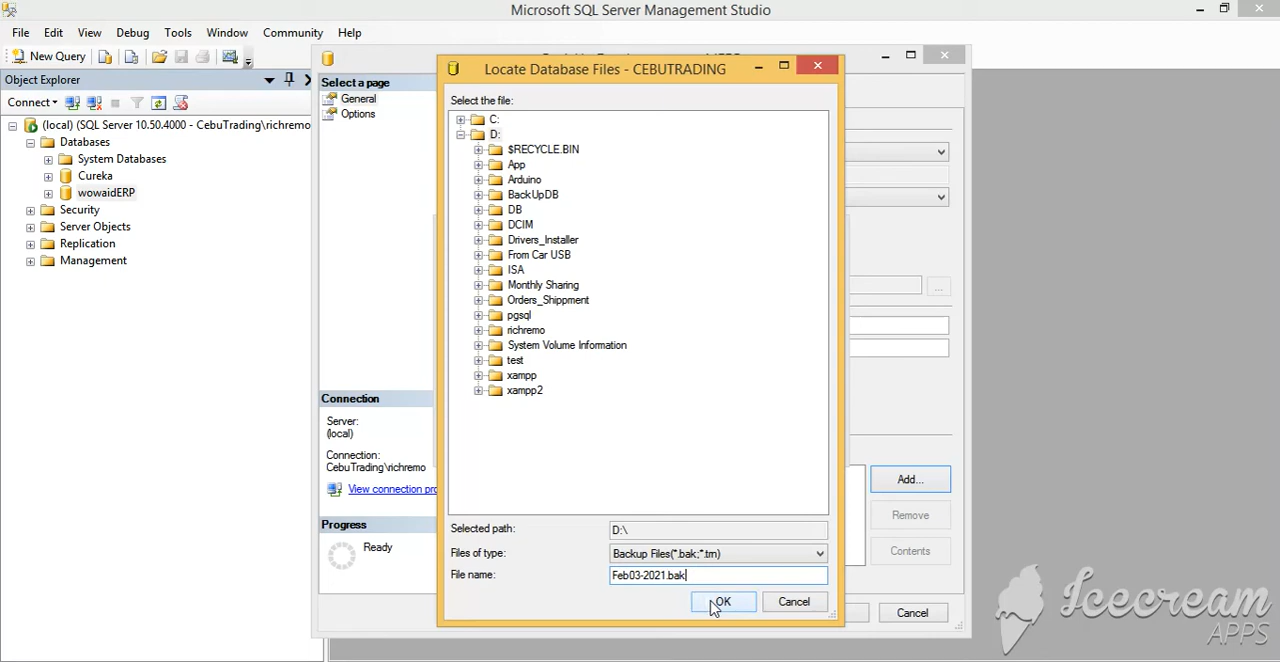 Microsoft SQL Server Management Studio
File Edit View Debug Tools Window Community Help
New Query
Object Explorer
Connect
(local) (SQL Server 10.50.4000 - CebuTrading\richremo
Databases
System Databases
Cureka
wowaidERP
Security
Server Objects
Replication
Management
Select a page
General
Options
Connection
Server:
(local)
Connection:
CebuTrading\richremo
View connection pro
Progress
Ready
Locate Database Files - CEBUTRADING
Select the file:
C:
D:
$RECYCLE.BIN
App
Arduino
BackUpDB
DB
DCIM
Drivers_Installer
From Car USB
ISA
Monthly Sharing
Orders_Shippment
pgsql
richremo
System Volume Information
test
xampp
xampp2
Selected path: D:\
Files of type: Backup Files(*.bak;*.trn)
File name: Feb03-2021.bak
OK Cancel
...
Add...
Remove
Contents
Cancel
Icecream
APPS